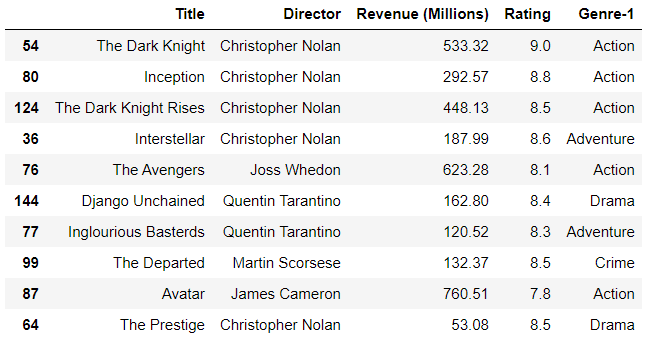 Title Director Revenue (Millions) Rating Genre-1
54 The Dark Knight Christopher Nolan 533.32 9.0 Action
80 Inception Christopher Nolan 292.57 8.8 Action
124 The Dark Knight Rises Christopher Nolan 448.13 8.5 Action
36 Interstellar Christopher Nolan 187.99 8.6 Adventure
76 The Avengers Joss Whedon 623.28 8.1 Action
144 Django Unchained Quentin Tarantino 162.80 8.4 Drama
77 Inglourious Basterds Quentin Tarantino 120.52 8.3 Adventure
99 The Departed Martin Scorsese 132.37 8.5 Crime
87 Avatar James Cameron 760.51 7.8 Action
64 The Prestige Christopher Nolan 53.08 8.5 Drama